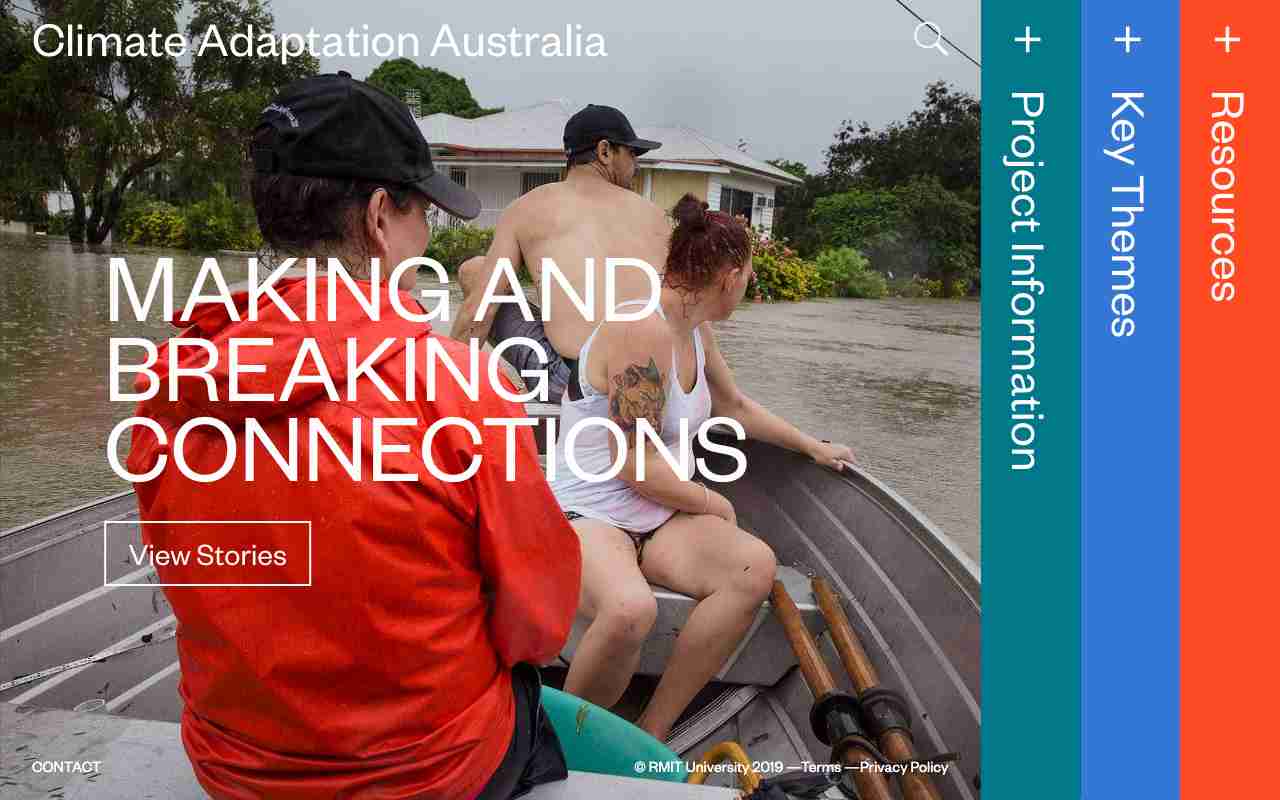 Climate Adaptation Australia
MAKING AND
BREAKING
CONNECTIONS
View Stories
CONTACT
© RMIT University 2019 —Terms —Privacy Policy
+ Project Information
+ Key Themes
+ Resources